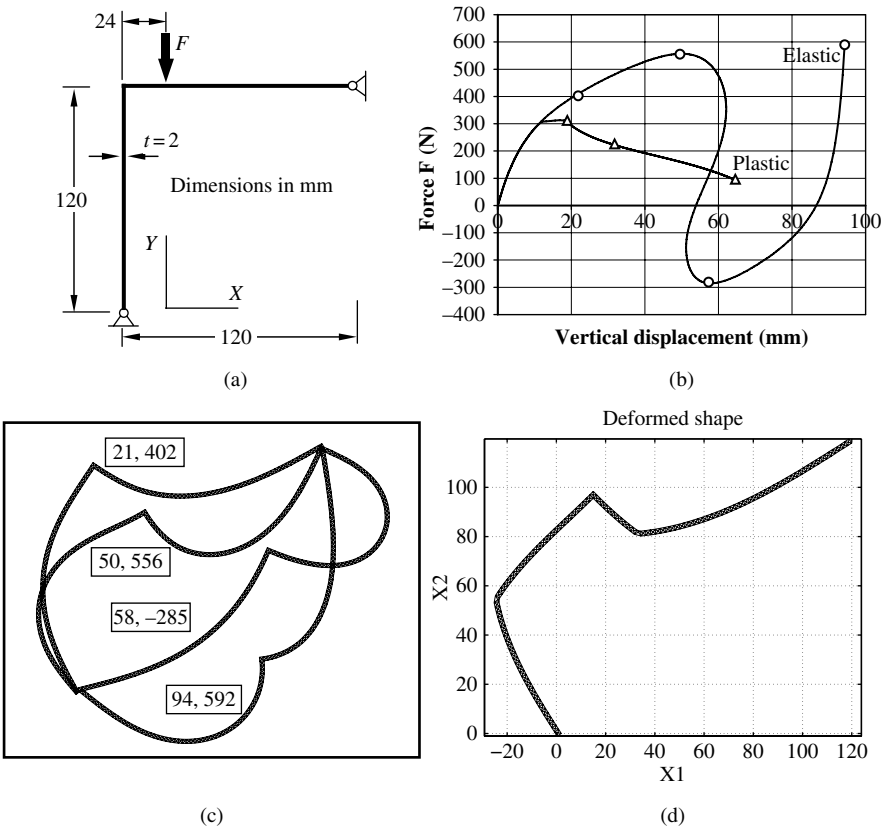 24
F
t = 2
120
Dimensions in mm
Y
X
120
(a)
700
600
500
400
300
200
100
0
−100
−200
−300
−400
Force F (N)
Elastic
Plastic
0 20 40 60 80 100
Vertical displacement (mm)
(b)
21, 402
50, 556
58, −285
94, 592
(c)
Deformed shape
100
80
60
40
20
0
X2
−20 0 20 40 60 80 100 120
X1
(d)